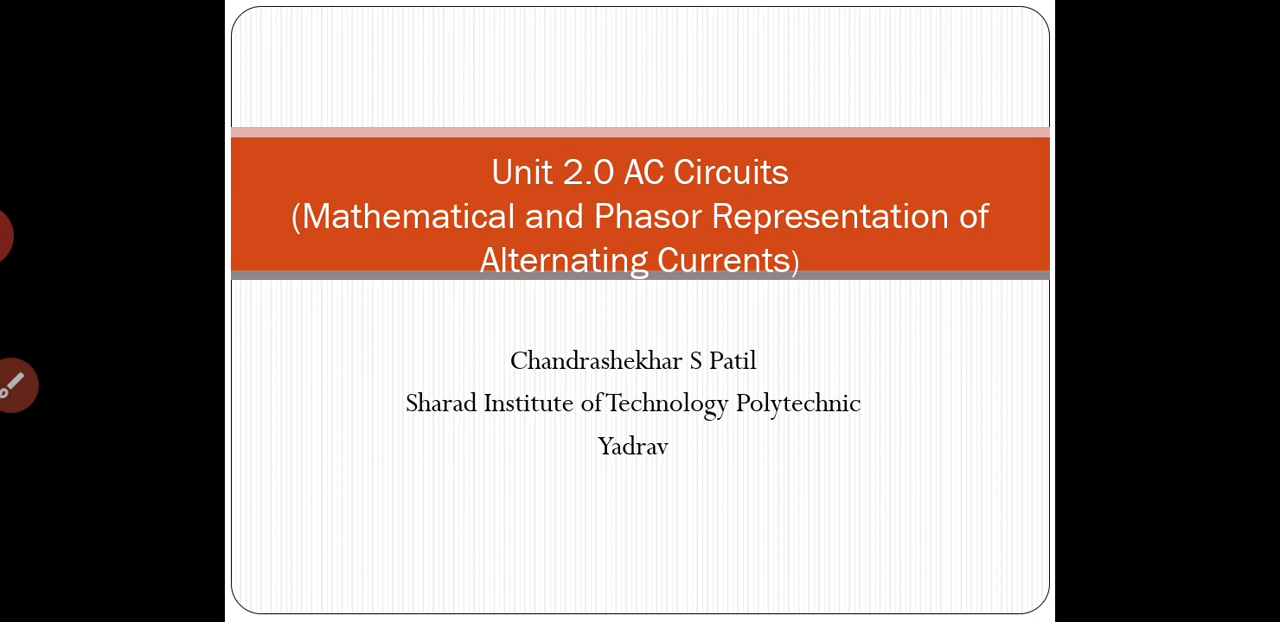 Unit 2.0 AC Circuits
(Mathematical and Phasor Representation of
Alternating Currents)
Chandrashekhar S Patil
Sharad Institute of Technology Polytechnic
Yadrav